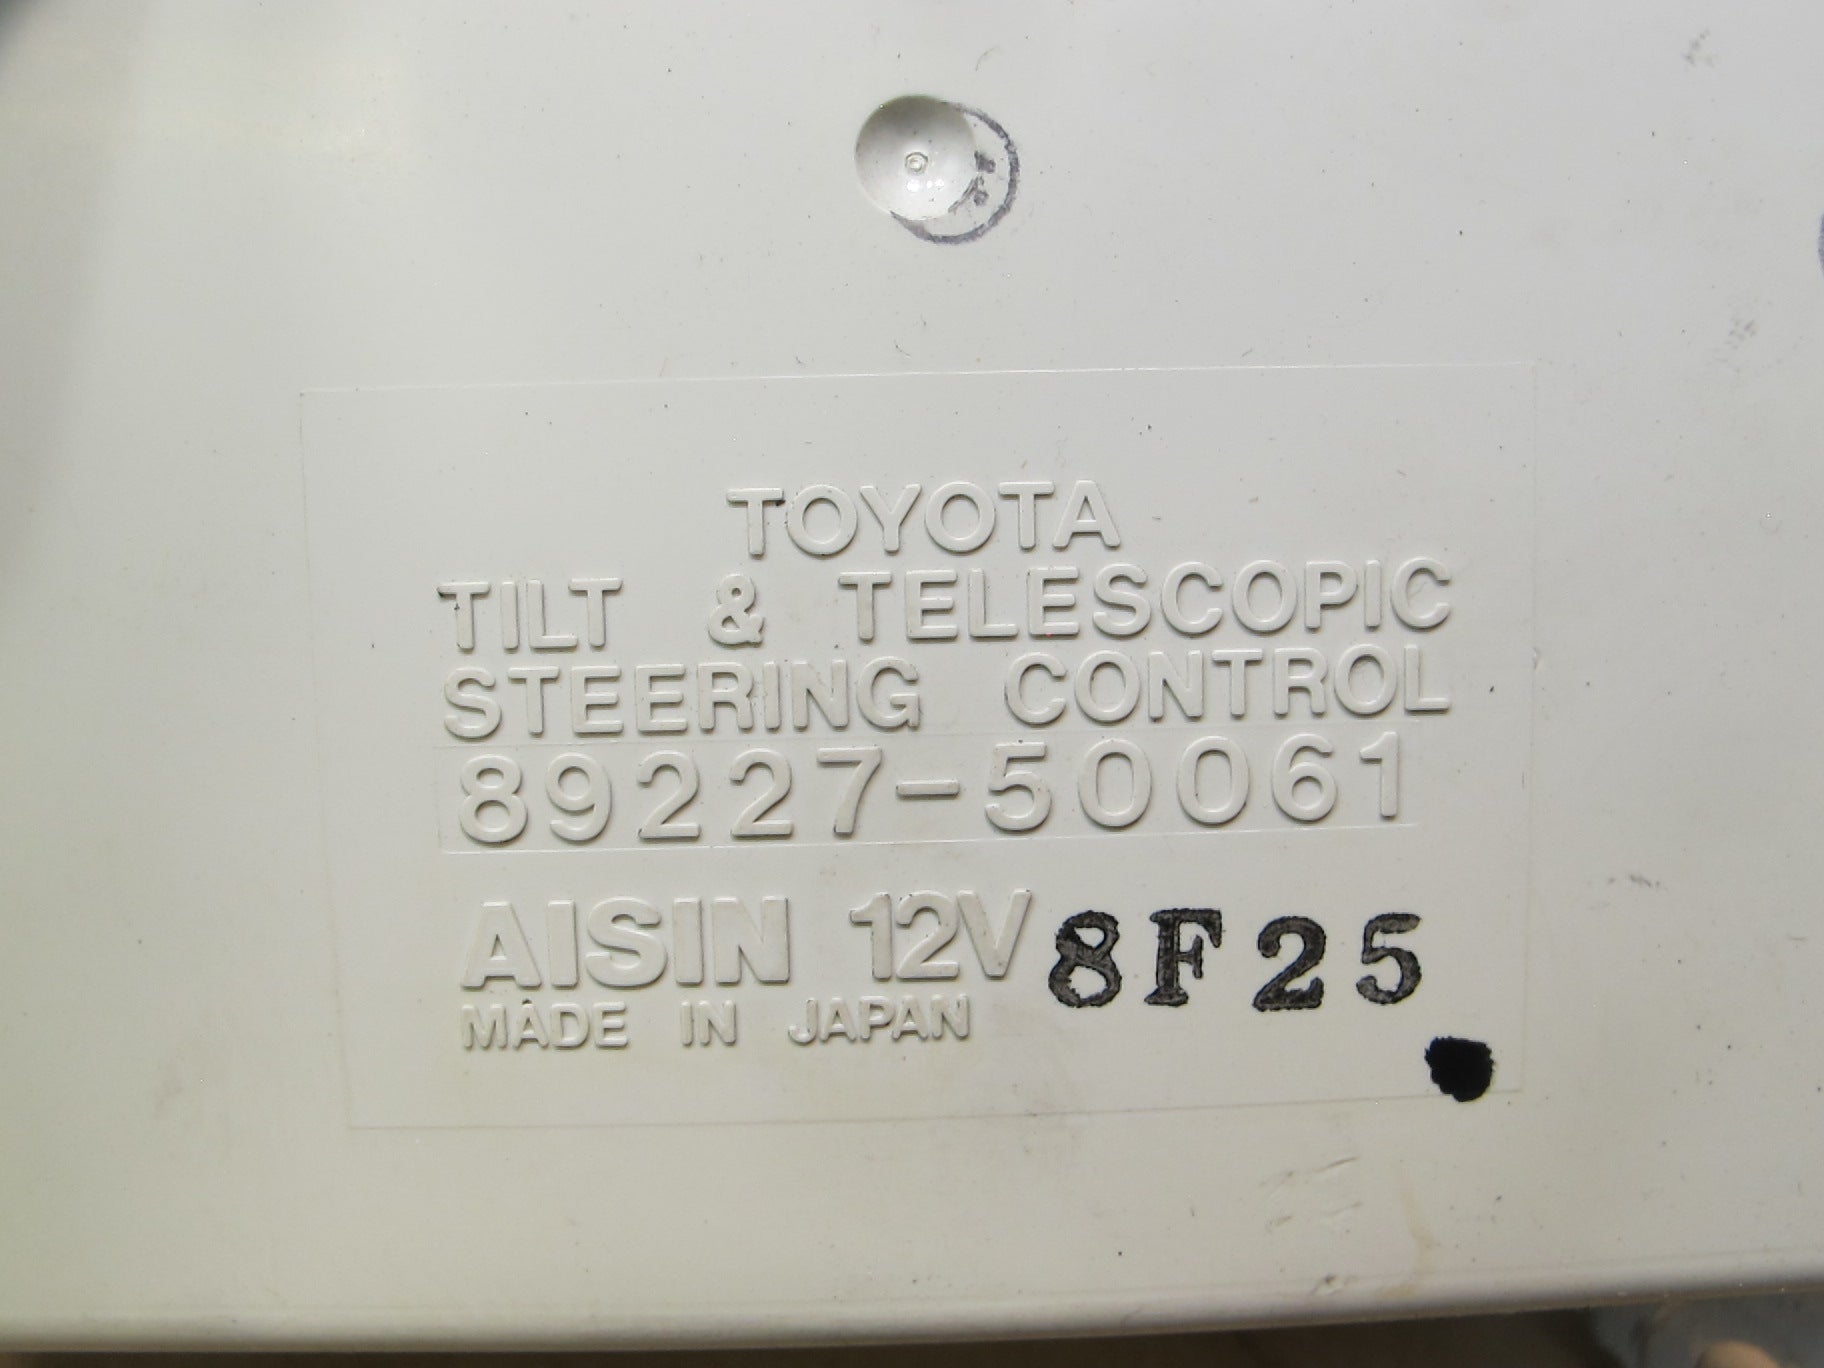 TOYOTA
TILT & TELESCOPIC
STEERING CONTROL
89227-50061
AISIN 12V 8F25
MADE IN JAPAN